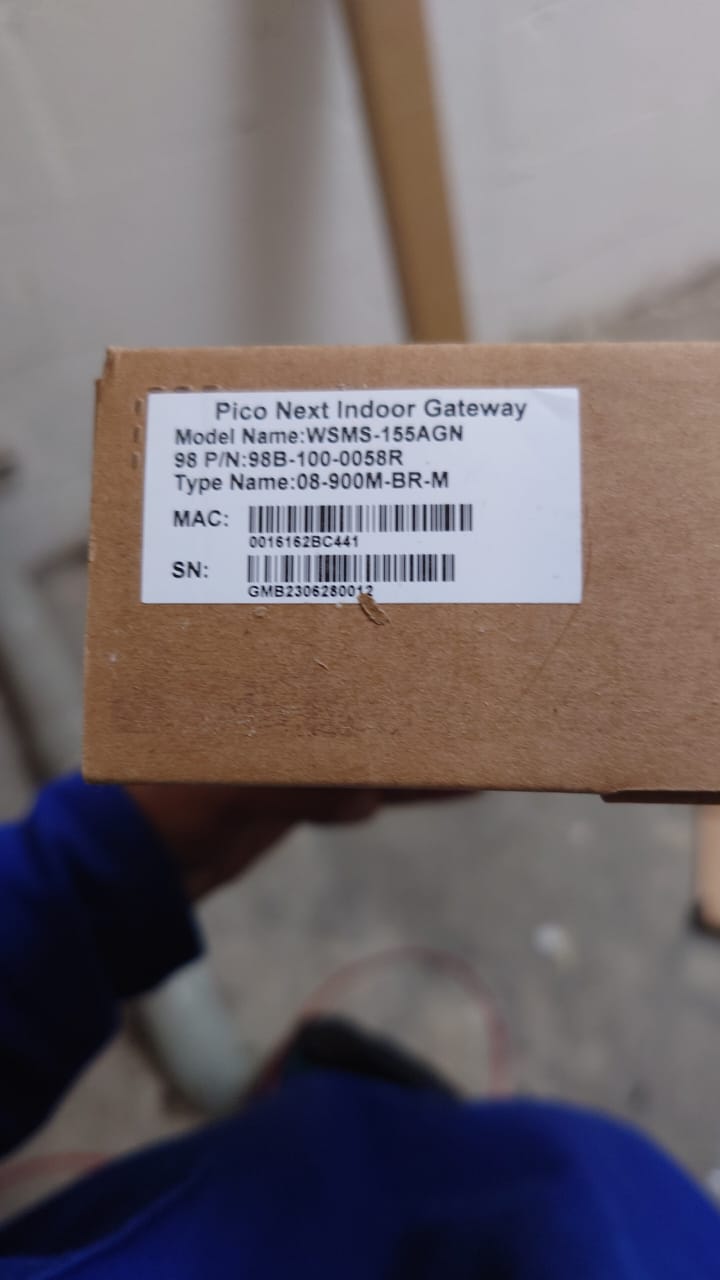 Pico Next Indoor Gateway
Model Name:WSMS-155AGN
98 P/N:98B-100-0058R
Type Name:08-900M-BR-M
MAC:
0016162BC441
SN:
GMB2306280012